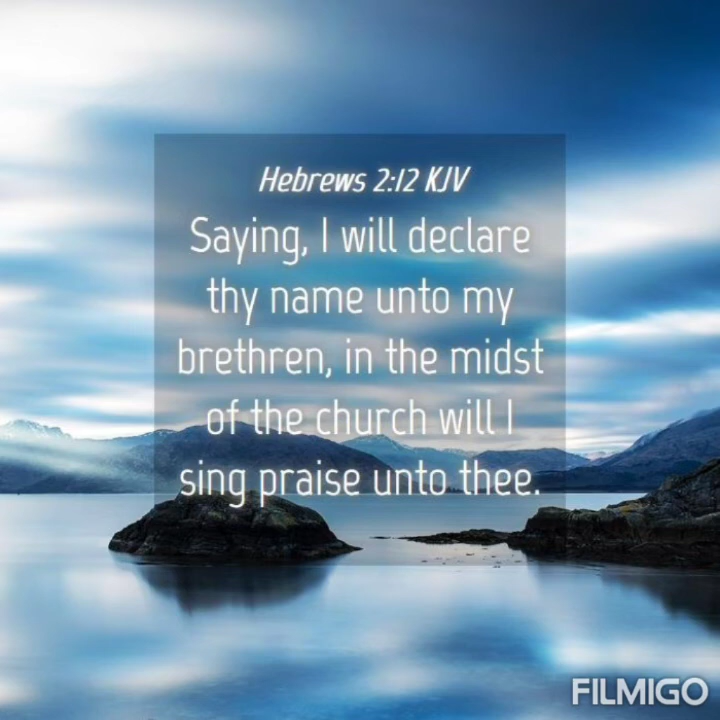 Hebrews 2:12 KJV
Saying, I will declare
thy name unto my
brethren, in the midst
of the church will I
sing praise unto thee.
FILMIGO